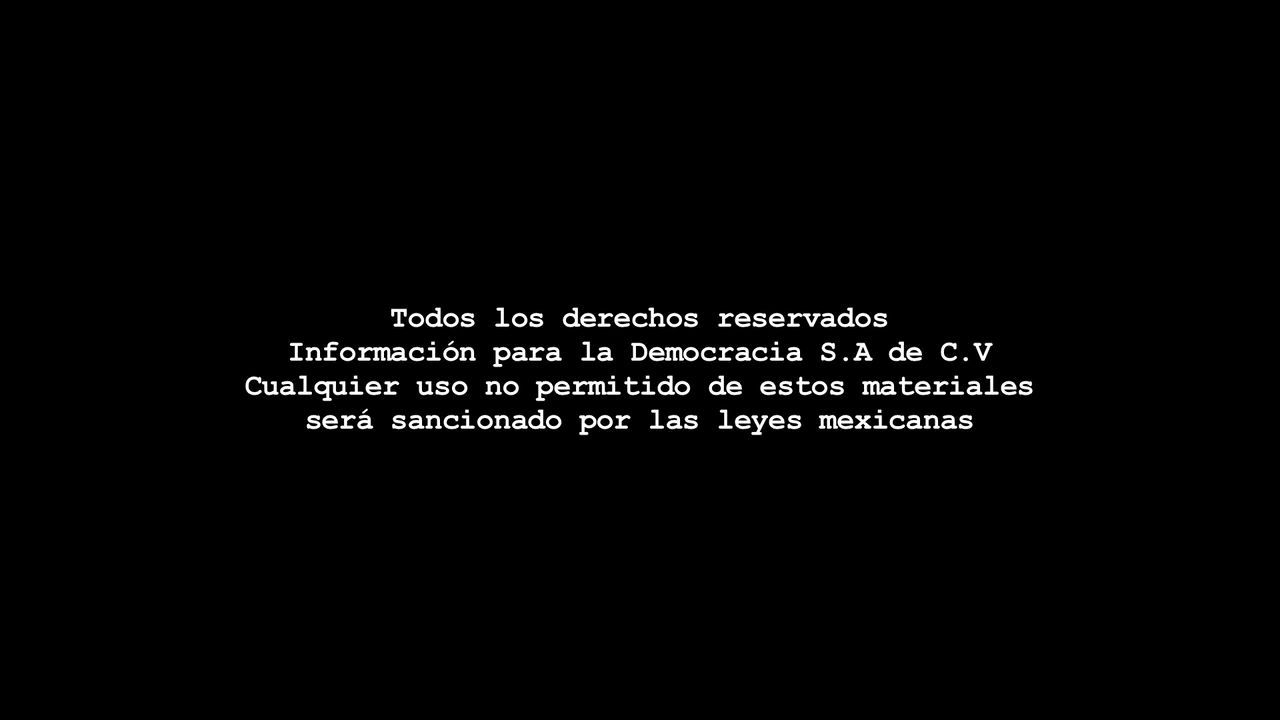 Todos los derechos reservados
Información para la Democracia S.A de C.V
Cualquier uso no permitido de estos materiales
será sancionado por las leyes mexicanas